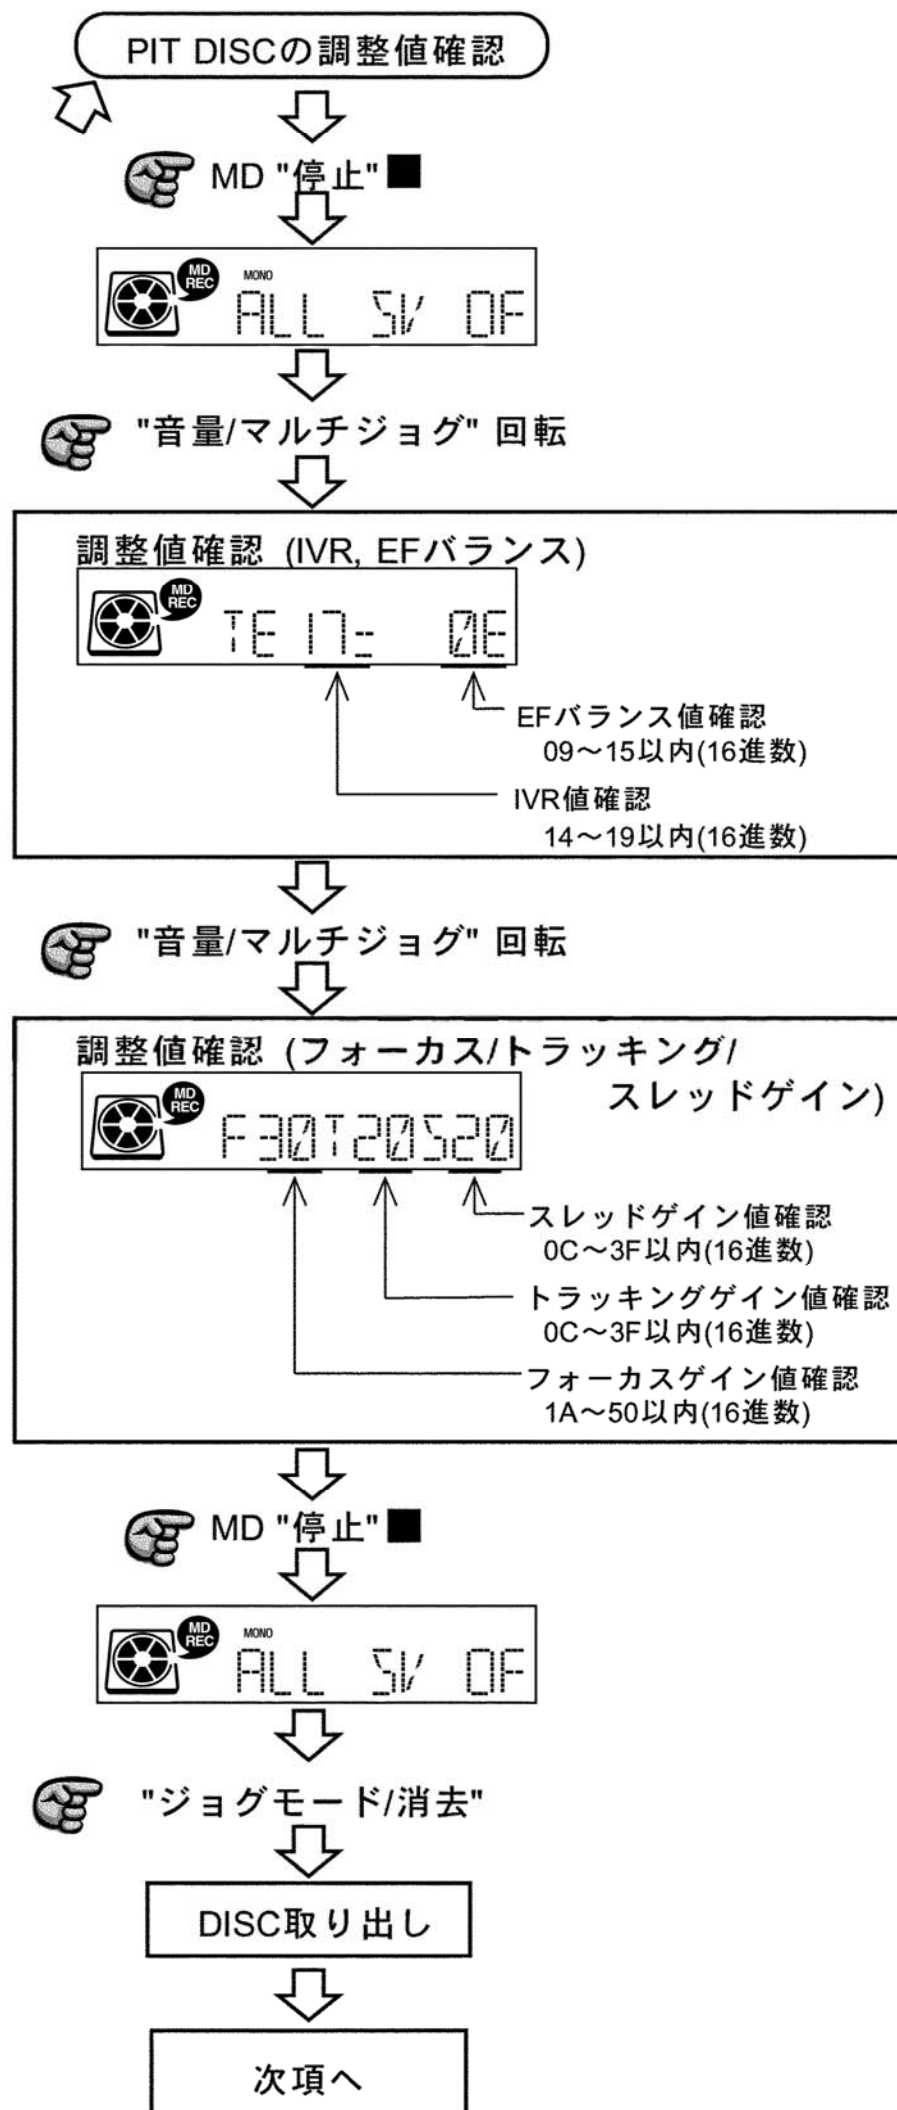 PIT DISCの調整値確認
MD "停止" ■
MD REC
MONO
ALL SV OF
"音量/マルチジョグ" 回転
調整値確認 (IVR, EFバランス)
MD REC
TE 17= 0E
EFバランス値確認
09～15以内(16進数)
IVR値確認
14～19以内(16進数)
"音量/マルチジョグ" 回転
調整値確認 (フォーカス/トラッキング/
スレッドゲイン)
MD REC
F30T20S20
スレッドゲイン値確認
0C～3F以内(16進数)
トラッキングゲイン値確認
0C～3F以内(16進数)
フォーカスゲイン値確認
1A～50以内(16進数)
MD "停止" ■
MD REC
MONO
ALL SV OF
"ジョグモード/消去"
DISC取り出し
次項へ